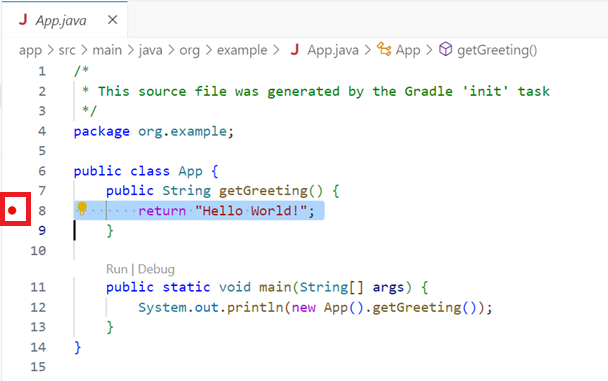 J App.java ×
app > src > main > java > org > example > J App.java > App > getGreeting()
1 /*
2 * This source file was generated by the Gradle 'init' task
3 */
4 package org.example;
5
6 public class App {
7 public String getGreeting() {
8 return "Hello World!";
9 }
10
Run | Debug
11 public static void main(String[] args) {
12 System.out.println(new App().getGreeting());
13 }
14 }
15